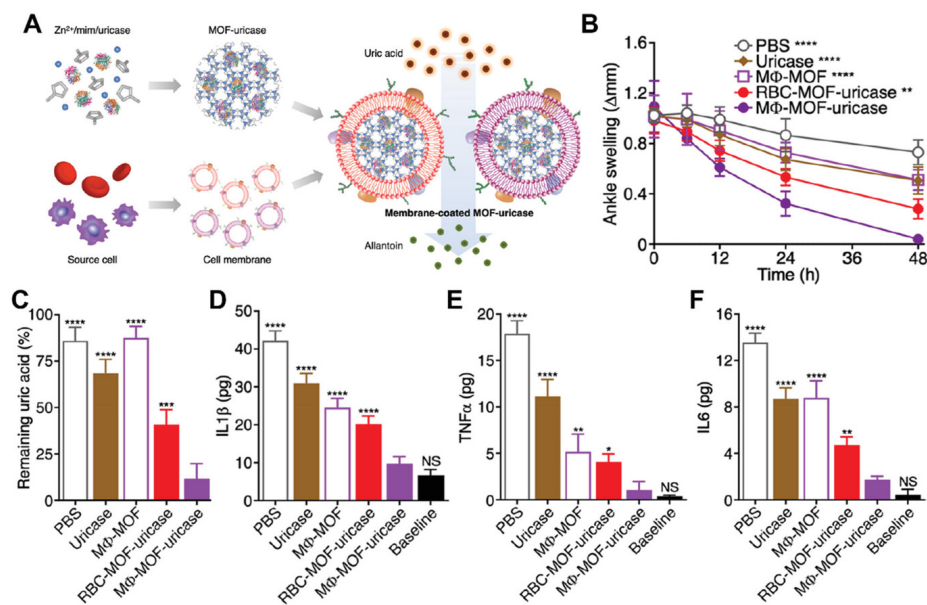 A
Zn²⁺/mim/uricase
MOF-uricase
Uric acid
Membrane-coated MOF-uricase
Allantoin
Source cell
Cell membrane
B
Ankle swelling (Δmm)
1.6
1.2
0.8
0.4
0
PBS ****
Uricase ****
MΦ-MOF ****
RBC-MOF-uricase **
MΦ-MOF-uricase
0 12 24 36 48
Time (h)
C
Remaining uric acid (%)
100
75
50
25
0
**** **** **** ***
PBS
Uricase
MΦ-MOF
RBC-MOF-uricase
MΦ-MOF-uricase
D
IL1β (pg)
50
40
30
20
10
0
**** **** **** **** NS
PBS
Uricase
MΦ-MOF
RBC-MOF-uricase
MΦ-MOF-uricase
Baseline
E
TNFα (pg)
20
15
10
5
0
**** **** ** * NS
PBS
Uricase
MΦ-MOF
RBC-MOF-uricase
MΦ-MOF-uricase
Baseline
F
IL6 (pg)
18
15
12
9
6
3
0
**** **** **** ** NS
PBS
Uricase
MΦ-MOF
RBC-MOF-uricase
MΦ-MOF-uricase
Baseline